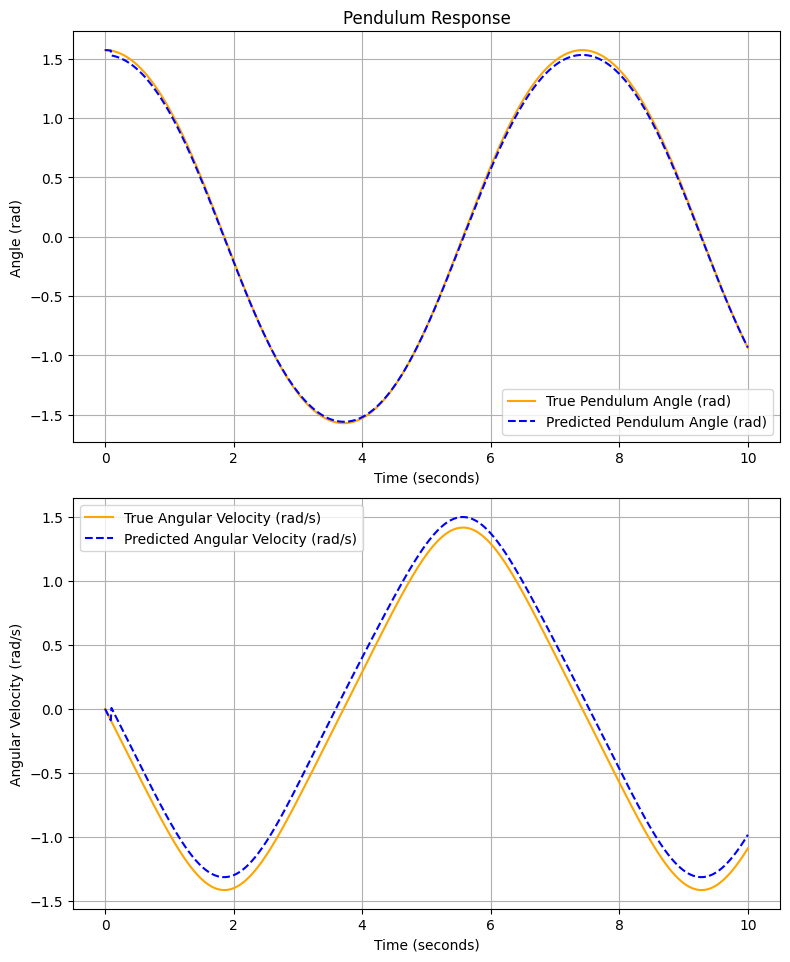 Pendulum Response
Angle (rad)
1.5
1.0
0.5
0.0
−0.5
−1.0
−1.5
True Pendulum Angle (rad)
Predicted Pendulum Angle (rad)
0 2 4 6 8 10
Time (seconds)
True Angular Velocity (rad/s)
Predicted Angular Velocity (rad/s)
Angular Velocity (rad/s)
1.5
1.0
0.5
0.0
−0.5
−1.0
−1.5
0 2 4 6 8 10
Time (seconds)